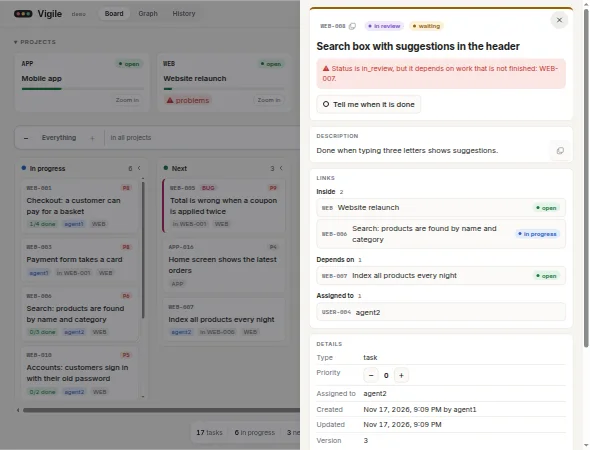 Vigile
Items
Board
Graph
History
PROJECTS
APP
open
Mobile app
Zoom in
WEB
open
Website relaunch
problems
Zoom in
− Everything + in all projects
In progress 6
WEB-001 P8
Checkout: a customer can
pay for a basket
1/4 done agent1 WEB
WEB-003 P8
Payment form takes a card
agent1 in WEB-001 WEB
WEB-006 P6
Search: products are found
by name and category
0/3 done agent2 WEB
WEB-010 P5
Accounts: customers sign in
with their old password
0/2 done agent2 WEB
Next 3
WEB-005 BUG P9
Total is wrong when a coupon
is applied twice
in WEB-001 WEB
APP-016 P4
Home screen shows the latest
orders
APP
WEB-007
Index all products every night
agent2 in WEB-006 WEB
17 tasks 6 in progress 3
WEB-008 in review waiting
Search box with suggestions in the header
Status is in_review, but it depends on work that is not finished: WEB-
007.
Tell me when it is done
DESCRIPTION
Done when typing three letters shows suggestions.
LINKS
Inside 2
WEB Website relaunch open
WEB-006 Search: products are found by name and
category
in progress
Depends on 1
WEB-007 Index all products every night open
Assigned to 1
USER-004 agent2
DETAILS
Type task
Priority − 0 +
Assigned to agent2
Created Nov 17, 2026, 9:09 PM by agent1
Updated Nov 17, 2026, 9:09 PM
Version 3